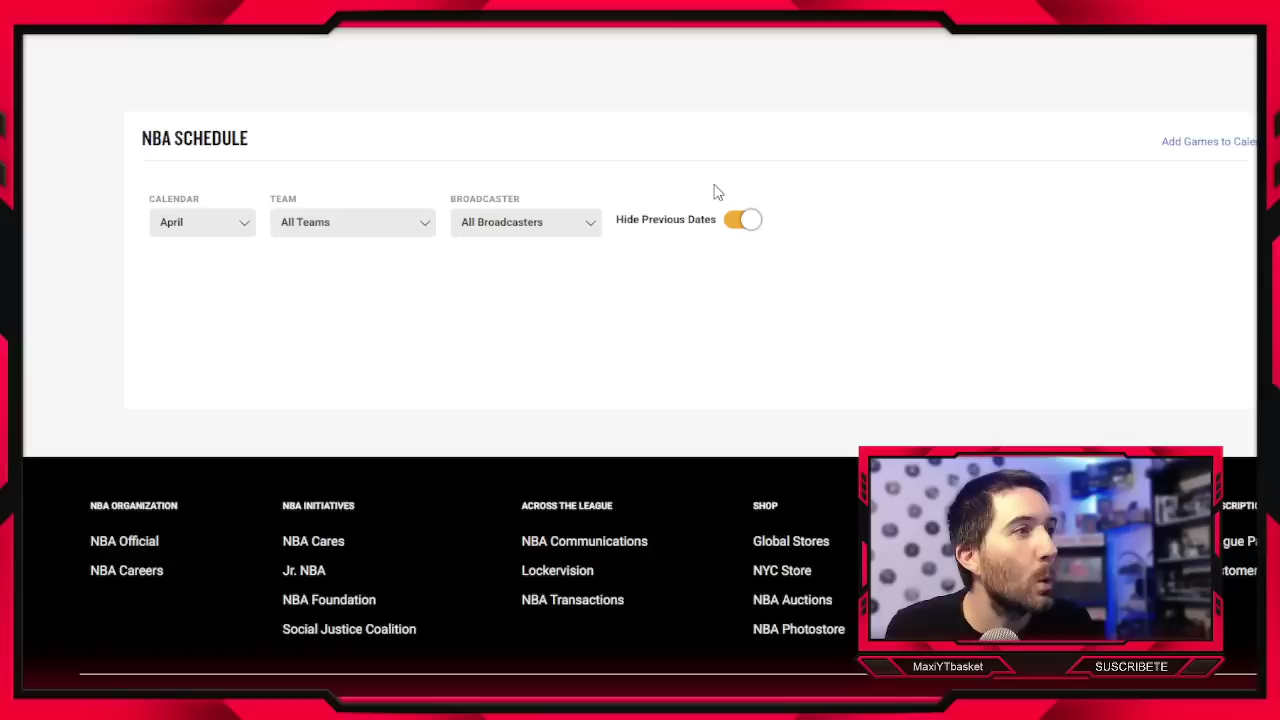 NBA SCHEDULE
Add Games to Cale
CALENDAR
TEAM
BROADCASTER
April
All Teams
All Broadcasters
Hide Previous Dates
NBA ORGANIZATION
NBA Official
NBA Careers
NBA INITIATIVES
NBA Cares
Jr. NBA
NBA Foundation
Social Justice Coalition
ACROSS THE LEAGUE
NBA Communications
Lockervision
NBA Transactions
SHOP
Global Stores
NYC Store
NBA Auctions
NBA Photostore
MaxiYTbasket
SUSCRIBETE